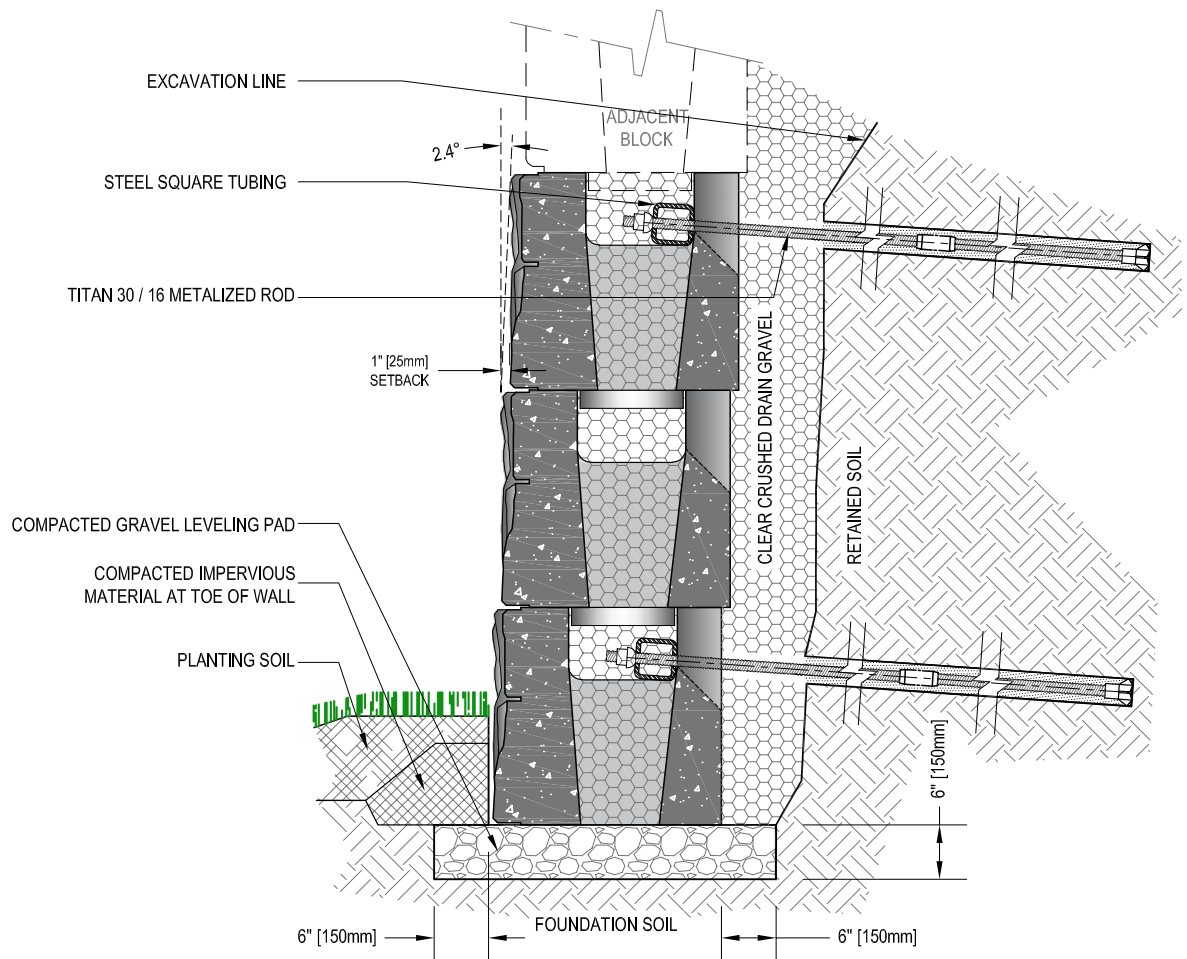 EXCAVATION LINE
ADJACENT
BLOCK
2.4°
STEEL SQUARE TUBING
TITAN 30 / 16 METALIZED ROD
1" [25mm]
SETBACK
CLEAR CRUSHED DRAIN GRAVEL
RETAINED SOIL
COMPACTED GRAVEL LEVELING PAD
COMPACTED IMPERVIOUS
MATERIAL AT TOE OF WALL
PLANTING SOIL
6" [150mm]
FOUNDATION SOIL
6" [150mm]
6" [150mm]